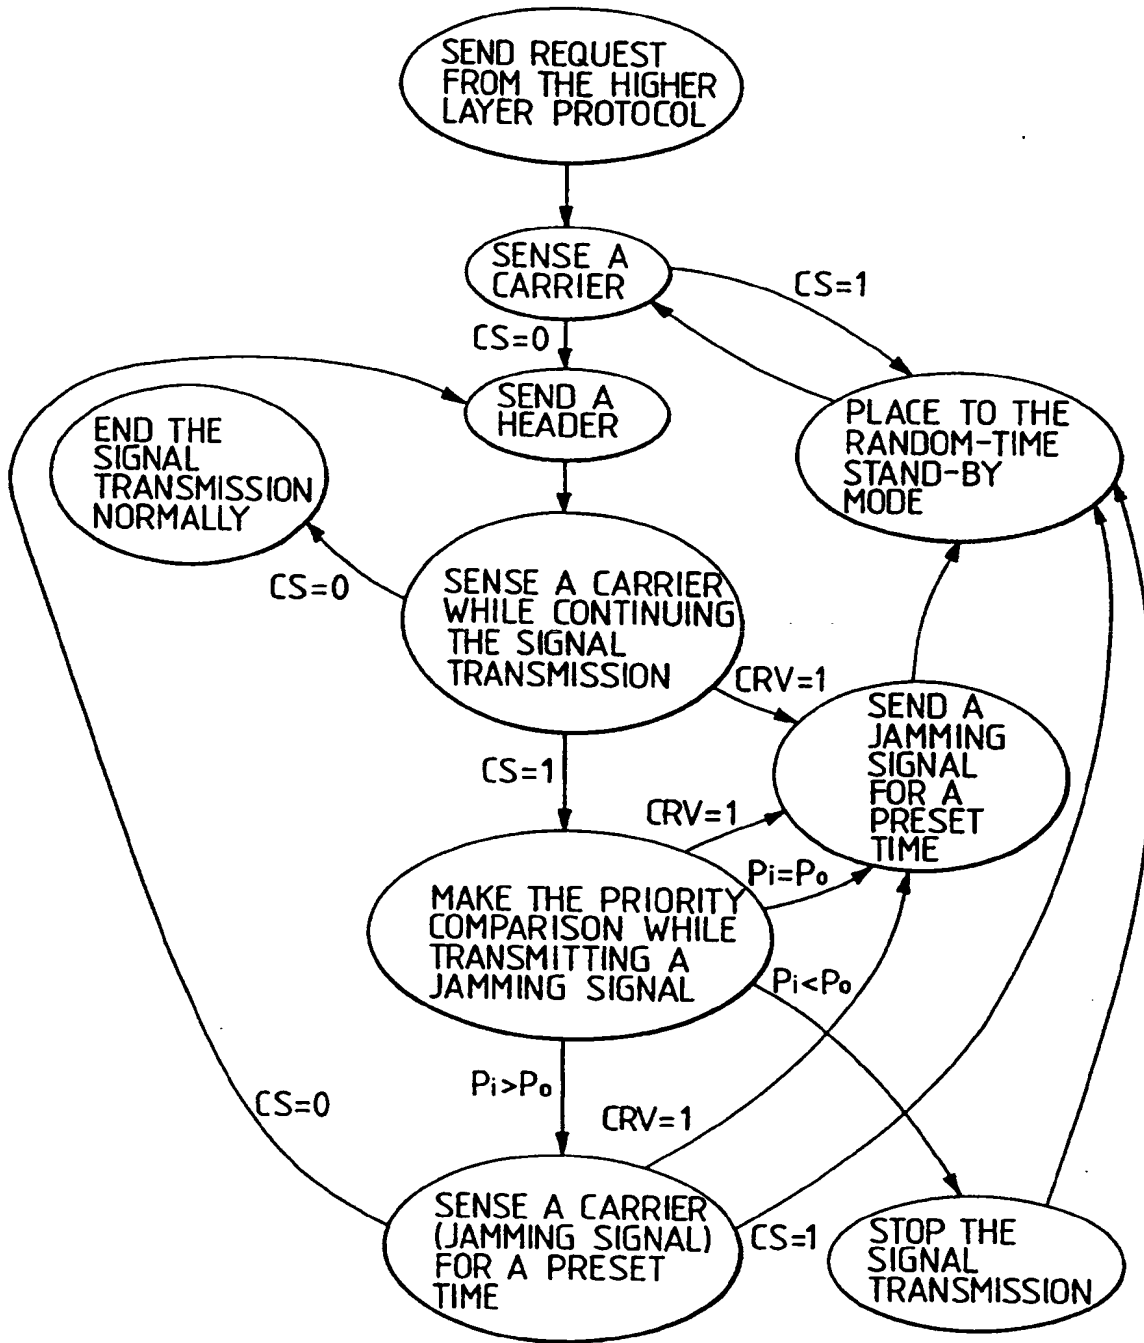 SEND REQUEST
FROM THE HIGHER
LAYER PROTOCOL
SENSE A
CARRIER
CS=1
CS=0
SEND A
HEADER
END THE
SIGNAL
TRANSMISSION
NORMALLY
PLACE TO THE
RANDOM-TIME
STAND-BY
MODE
CS=0
SENSE A CARRIER
WHILE CONTINUING
THE SIGNAL
TRANSMISSION
CRV=1
SEND A
JAMMING
SIGNAL
FOR A
PRESET
TIME
CS=1
CRV=1
Pi=Po
MAKE THE PRIORITY
COMPARISON WHILE
TRANSMITTING A
JAMMING SIGNAL
Pi<Po
Pi>Po
CS=0
CRV=1
SENSE A CARRIER
(JAMMING SIGNAL)
FOR A PRESET
TIME
CS=1
STOP THE
SIGNAL
TRANSMISSION